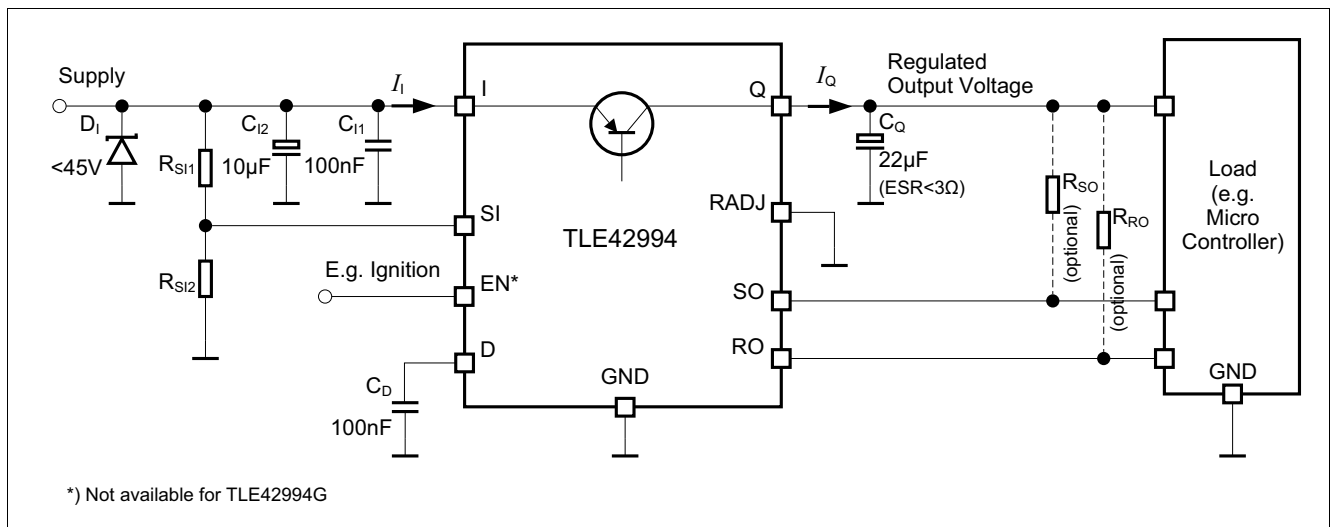 Supply
D_I
<45V
R_SI1
C_I2
10µF
C_I1
100nF
I_I
I
Q
I_Q
Regulated
Output Voltage
C_Q
22µF
(ESR<3Ω)
R_SO
(optional)
R_RO
(optional)
Load
(e.g.
Micro
Controller)
SI
TLE42994
RADJ
R_SI2
E.g. Ignition
EN*
SO
D
RO
C_D
100nF
GND
GND
*) Not available for TLE42994G